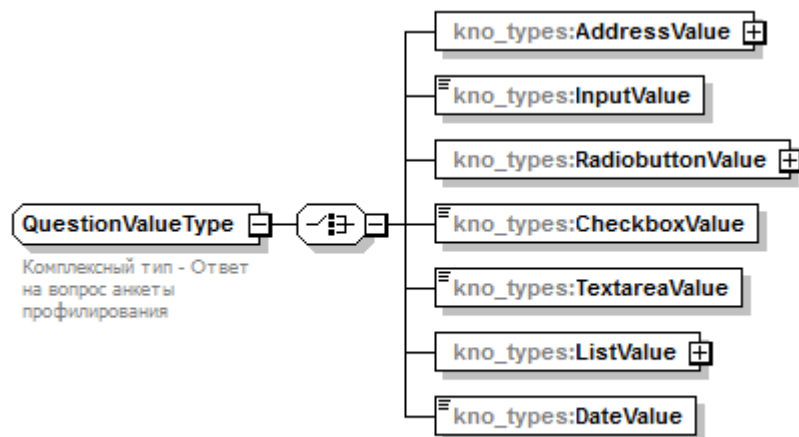 kno_types:AddressValue
kno_types:InputValue
kno_types:RadiobuttonValue
QuestionValueType
kno_types:CheckboxValue
Комплексный тип - Ответ
на вопрос анкеты
профилирования
kno_types:TextareaValue
kno_types:ListValue
kno_types:DateValue